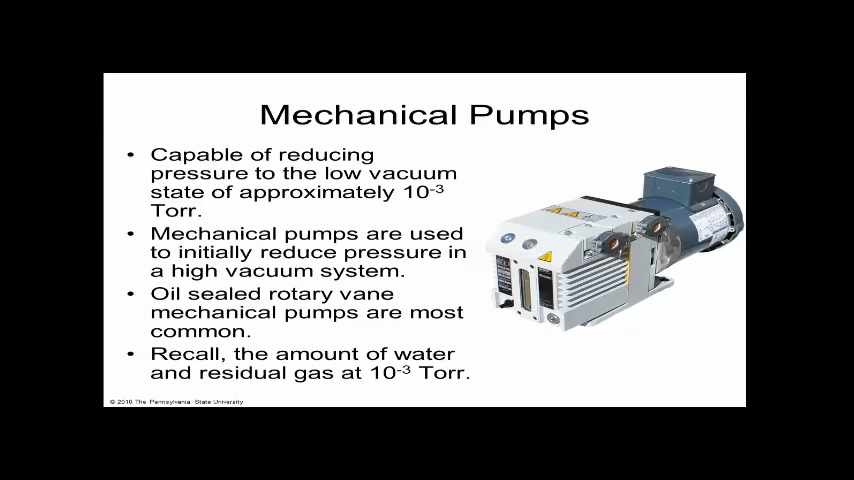 Mechanical Pumps
• Capable of reducing
pressure to the low vacuum
state of approximately 10⁻³
Torr.
• Mechanical pumps are used
to initially reduce pressure in
a high vacuum system.
• Oil sealed rotary vane
mechanical pumps are most
common.
• Recall, the amount of water
and residual gas at 10⁻³ Torr.
© 2010 The Pennsylvania State University